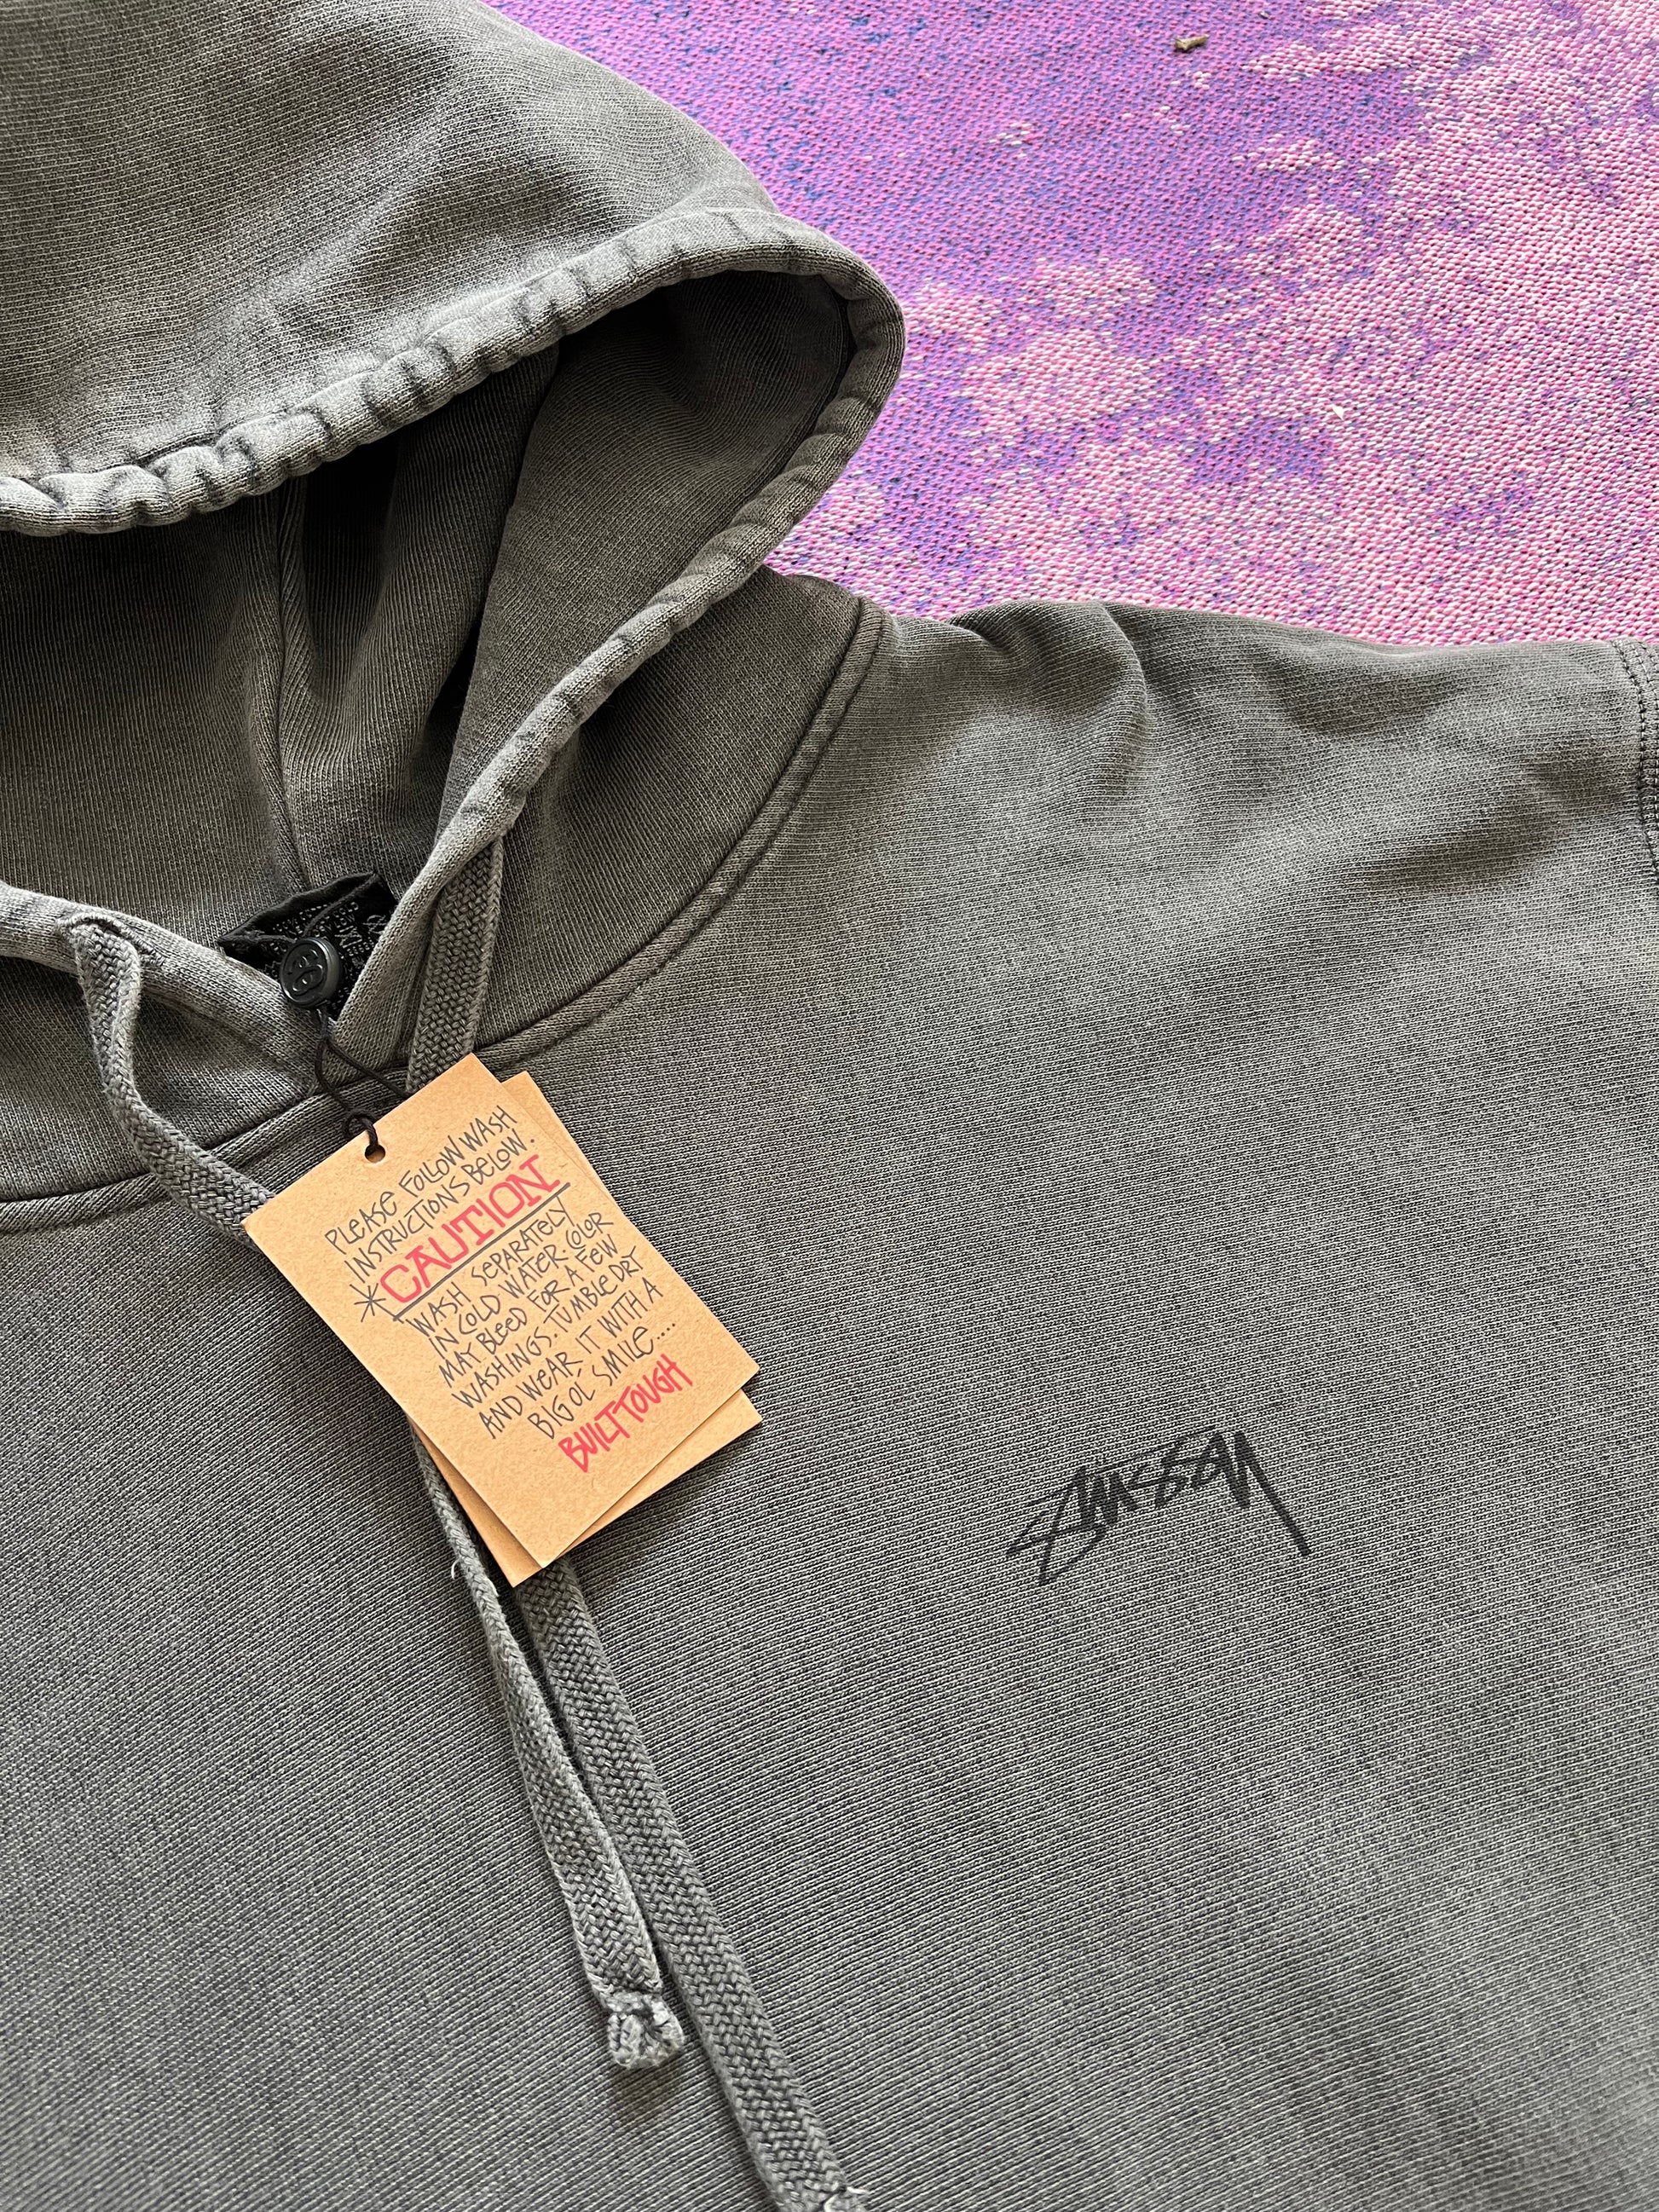 PLEASE FOLLOW WASH
INSTRUCTIONS BELOW.
*CAUTION
WASH SEPARATELY
IN COLD WATER. COLOR
MAY BLEED FOR A FEW
WASHINGS. TUMBLE DRY
AND WEAR IT WITH A
BIG OL' SMILE....
BUILT TOUGH
STÜSSY